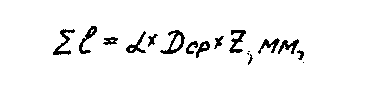 Σl = α × Dср × Z, мм,